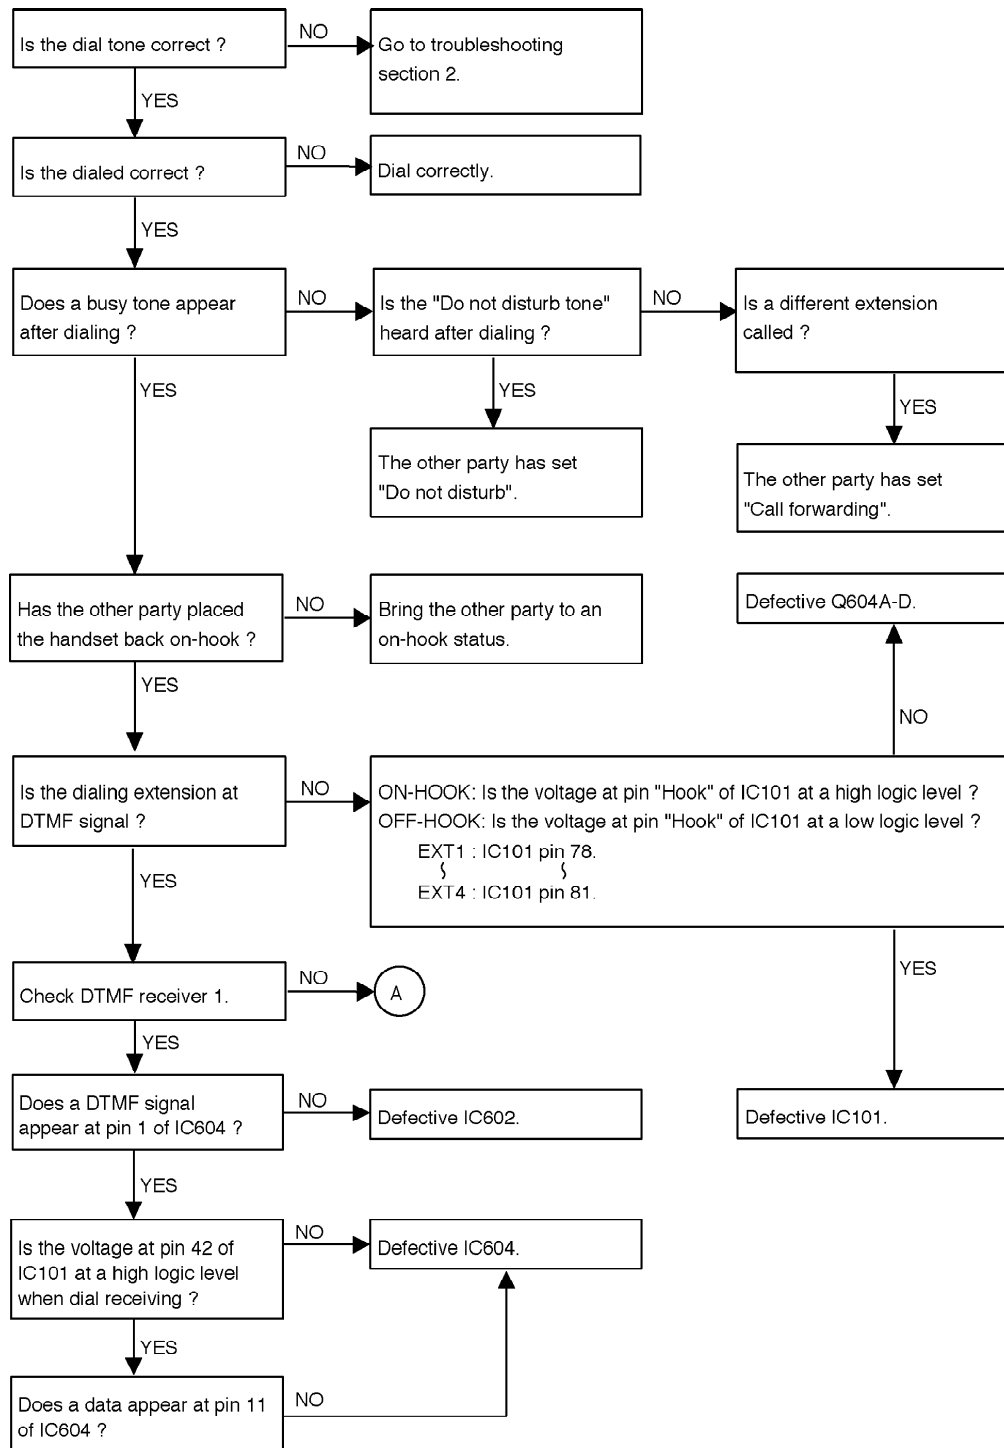 Is the dial tone correct ?
NO
Go to troubleshooting
section 2.
YES
Is the dialed correct ?
NO
Dial correctly.
YES
Does a busy tone appear
after dialing ?
NO
Is the "Do not disturb tone"
heard after dialing ?
NO
Is a different extension
called ?
YES
YES
YES
The other party has set
"Do not disturb".
The other party has set
"Call forwarding".
Has the other party placed
the handset back on-hook ?
NO
Bring the other party to an
on-hook status.
Defective Q604A-D.
YES
NO
Is the dialing extension at
DTMF signal ?
NO
ON-HOOK: Is the voltage at pin "Hook" of IC101 at a high logic level ?
OFF-HOOK: Is the voltage at pin "Hook" of IC101 at a low logic level ?
EXT1 : IC101 pin 78.
EXT4 : IC101 pin 81.
YES
YES
Check DTMF receiver 1.
NO
A
YES
Does a DTMF signal
appear at pin 1 of IC604 ?
NO
Defective IC602.
Defective IC101.
YES
Is the voltage at pin 42 of
IC101 at a high logic level
when dial receiving ?
NO
Defective IC604.
YES
Does a data appear at pin 11
of IC604 ?
NO